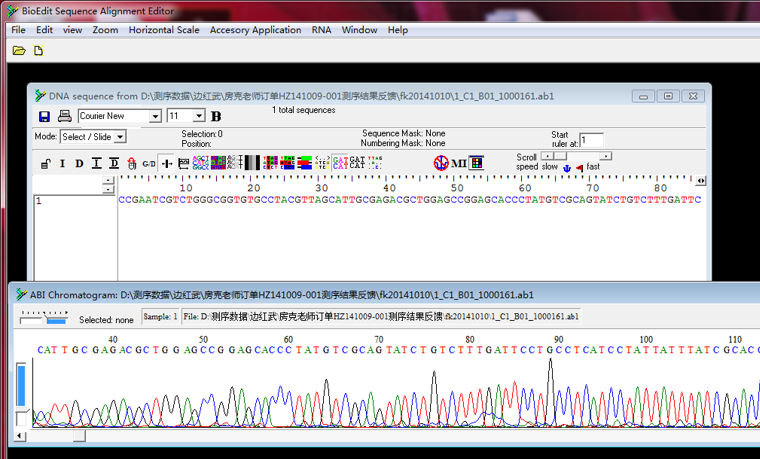 BioEdit Sequence Alignment Editor
File Edit view Zoom Horizontal Scale Accesory Application RNA Window Help
DNA sequence from D:\测序数据\边红武\房克老师订单HZ141009-001测序结果反馈\fk20141010\1_C1_B01_1000161.ab1
Courier New 11 B 1 total sequences
Mode: Select / Slide Selection: 0 Position: Sequence Mask: None Numbering Mask: None Start ruler at: 1
I D I D G/D MI Scroll speed slow fast
10 20 30 40 50 60 70 80
1 CCGAATCGTCTGGGCGGTGTGCCTACGTTAGCATTGCGAGACGCTGGAGCCGGAGCACCCTATGTCGCAGTATCTGTCTTTGATTC
ABI Chromatogram: D:\测序数据\边红武\房克老师订单HZ141009-001测序结果反馈\fk20141010\1_C1_B01_1000161.ab1
Selected: none Sample: 1 File: D:\测序数据\边红武\房克老师订单HZ141009-001测序结果反馈\fk20141010\1_C1_B01_1000161.ab1
40 50 60 70 80 90 100 110
CATTGCGAGACGCTGGAGCCGGAGCACCCTATGTCGCAGTATCTGTCTTTGATTCCTGCCTCATCCTATTATTTATCGCACC